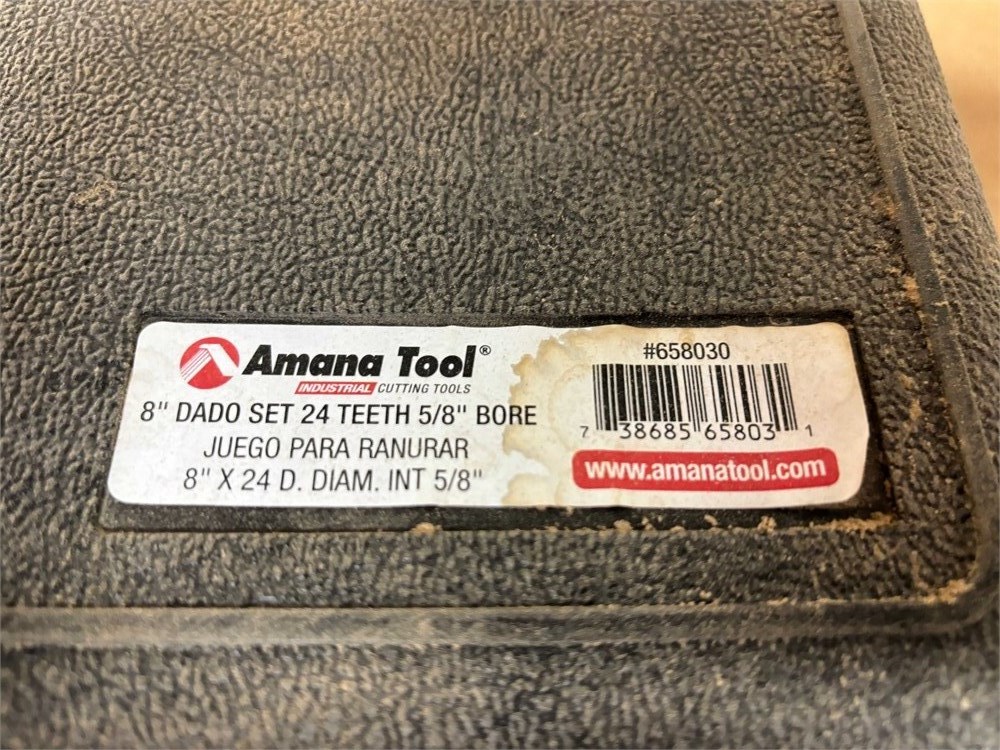 Amana Tool®
INDUSTRIAL CUTTING TOOLS
8" DADO SET 24 TEETH 5/8" BORE
JUEGO PARA RANURAR
8" X 24 D. DIAM. INT 5/8"
#658030
7 38685 65803 1
www.amanatool.com